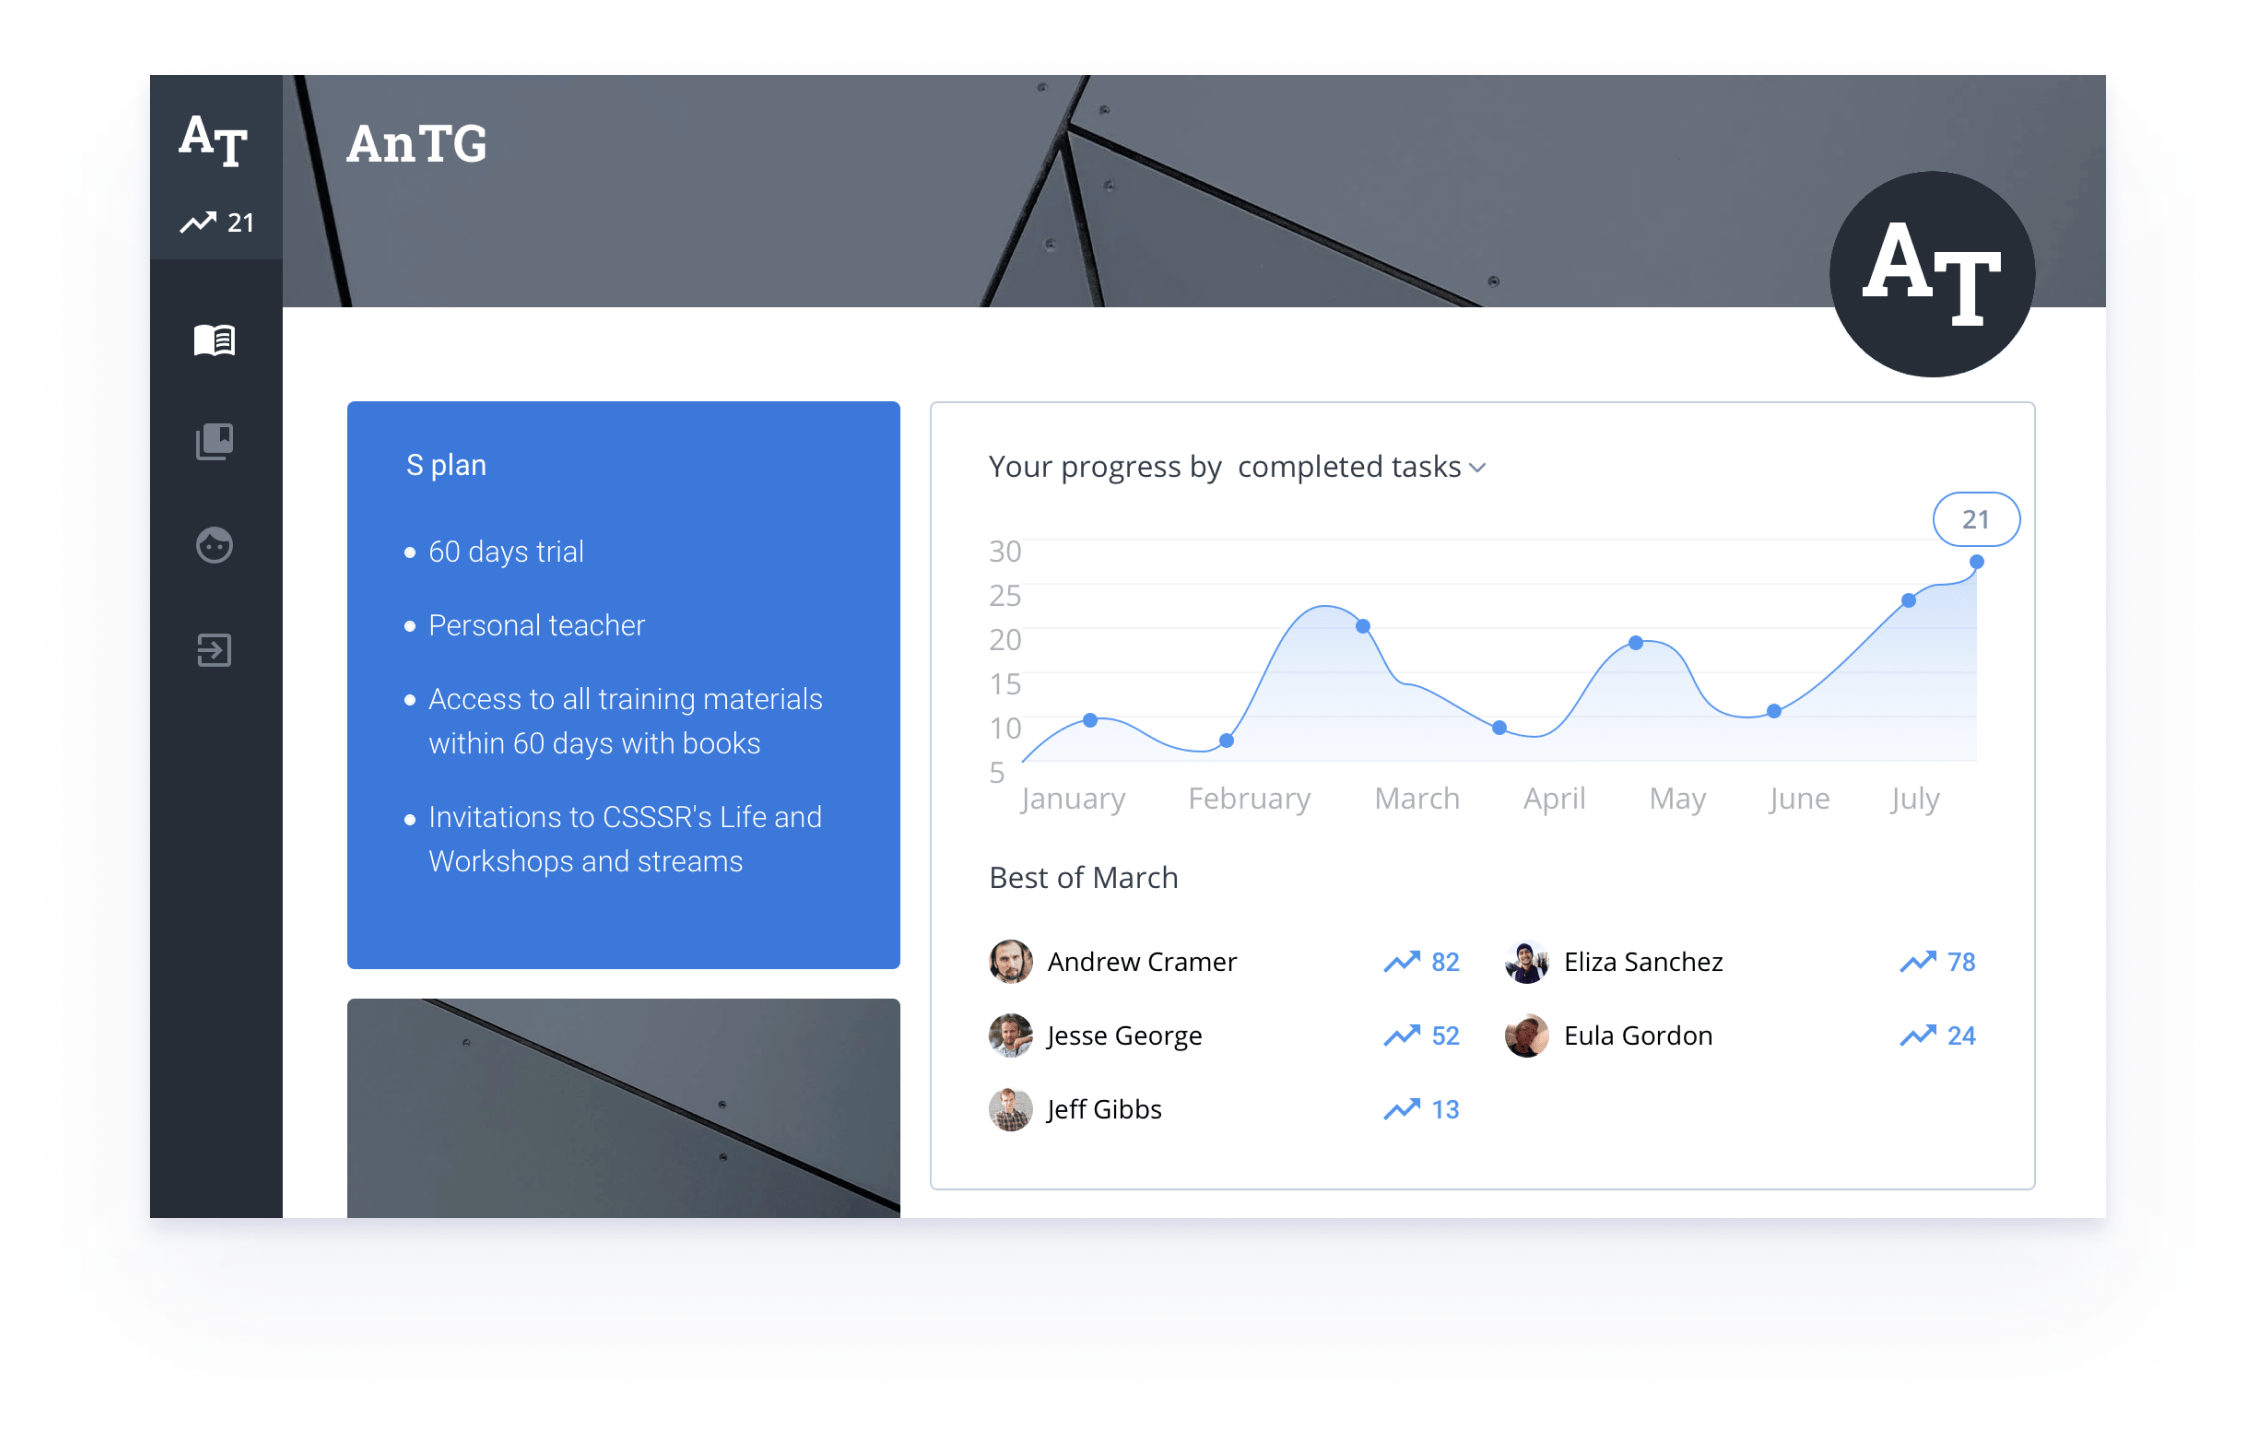 AT
AnTG
21
AT
S plan
60 days trial
Personal teacher
Access to all training materials
within 60 days with books
Invitations to CSSSR's Life and
Workshops and streams
Your progress by completed tasks
21
30
25
20
15
10
5
January February March April May June July
Best of March
Andrew Cramer 82 Eliza Sanchez 78
Jesse George 52 Eula Gordon 24
Jeff Gibbs 13